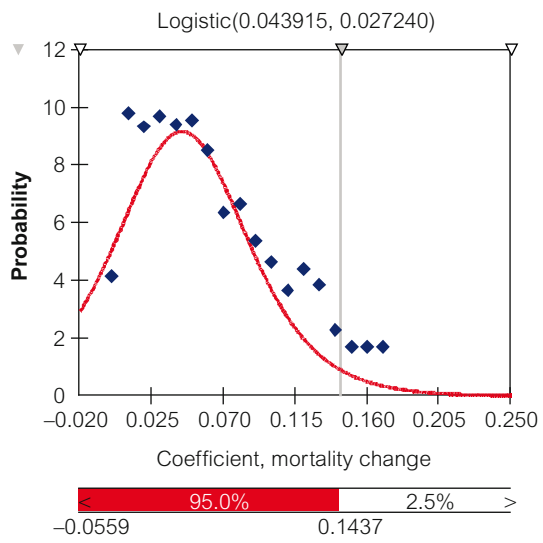 Logistic(0.043915, 0.027240)
12
10
8
6
4
2
0
Probability
–0.020 0.025 0.070 0.115 0.160 0.205 0.250
Coefficient, mortality change
< 95.0% 2.5% >
–0.0559 0.1437